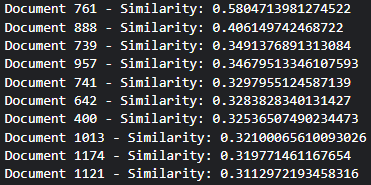 Document 761 - Similarity: 0.5804713981274522
Document 888 - Similarity: 0.406149742468722
Document 739 - Similarity: 0.3491376891313084
Document 957 - Similarity: 0.34679513346107593
Document 741 - Similarity: 0.3297955124587139
Document 642 - Similarity: 0.3283828340131427
Document 400 - Similarity: 0.32536507490234473
Document 1013 - Similarity: 0.32100065610093026
Document 1174 - Similarity: 0.319771461167654
Document 1121 - Similarity: 0.3112972193458316